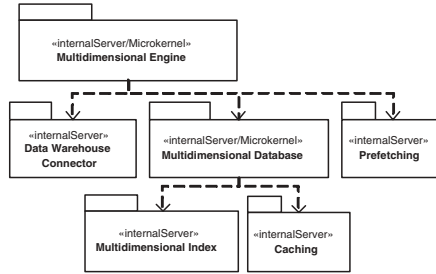 «internalServer/Microkernel»
Multidimensional Engine
«internalServer»
Data Warehouse
Connector
«internalServer/Microkernel»
Multidimensional Database
«internalServer»
Prefetching
«internalServer»
Multidimensional Index
«internalServer»
Caching